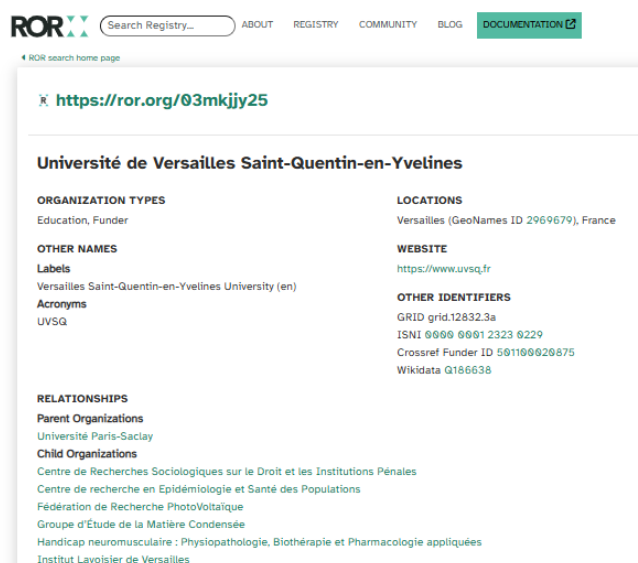 ROR Search Registry... ABOUT REGISTRY COMMUNITY BLOG DOCUMENTATION
ROR search home page
R https://ror.org/03mkjjy25
Université de Versailles Saint-Quentin-en-Yvelines
ORGANIZATION TYPES
Education, Funder
OTHER NAMES
Labels
Versailles Saint-Quentin-en-Yvelines University (en)
Acronyms
UVSQ
LOCATIONS
Versailles (GeoNames ID 2969679), France
WEBSITE
https://www.uvsq.fr
OTHER IDENTIFIERS
GRID grid.12832.3a
ISNI 0000 0001 2323 0229
Crossref Funder ID 501100020875
Wikidata Q186638
RELATIONSHIPS
Parent Organizations
Université Paris-Saclay
Child Organizations
Centre de Recherches Sociologiques sur le Droit et les Institutions Pénales
Centre de recherche en Epidémiologie et Santé des Populations
Fédération de Recherche PhotoVoltaïque
Groupe d'Étude de la Matière Condensée
Handicap neuromusculaire : Physiopathologie, Biothérapie et Pharmacologie appliquées
Institut Lavoisier de Versailles